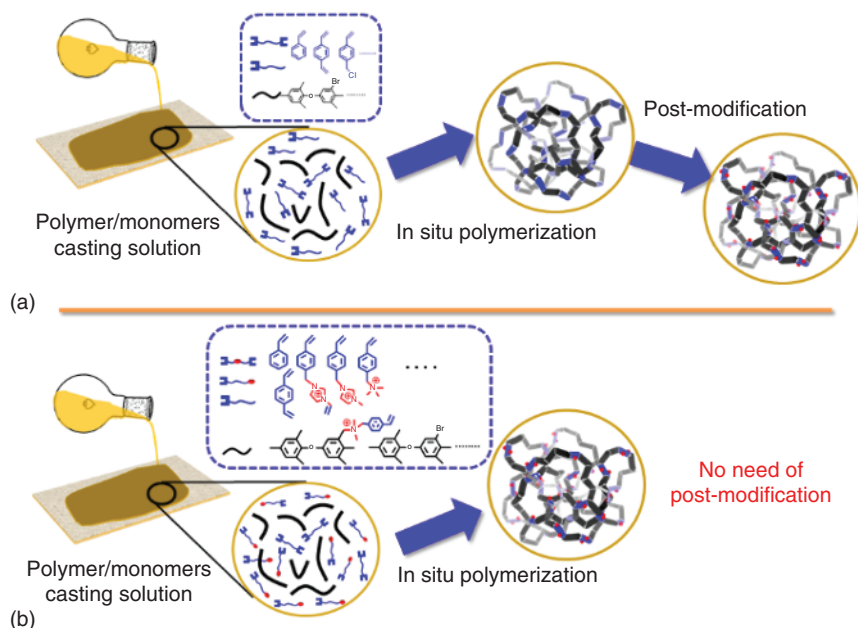 Br
o
Cl
Post-modification
Polymer/monomers
casting solution
In situ polymerization
(a)
N
N
N
N
N
N
Br
o
o
Polymer/monomers
casting solution
In situ polymerization
No need of
post-modification
(b)